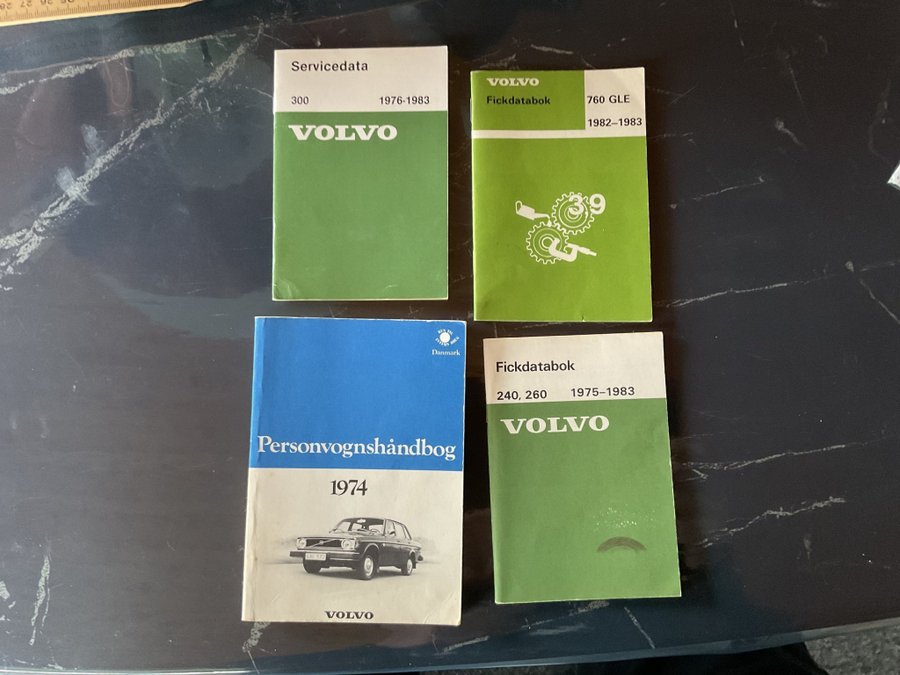 Servicedata
300 1976-1983
VOLVO
VOLVO
Fickdatabok 760 GLE
1982–1983
39
Danmark
Personvognshåndbog
1974
VOLVO
Fickdatabok
240, 260 1975–1983
VOLVO